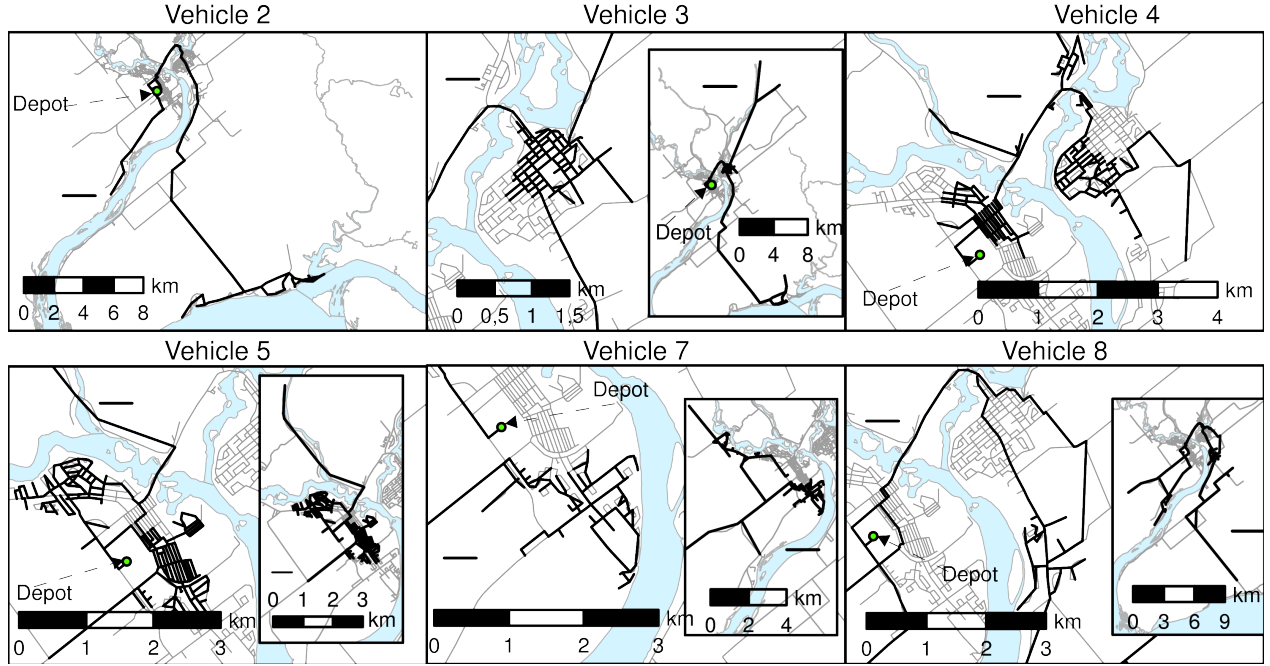 Vehicle 2
Depot
km
0 2 4 6 8
Vehicle 3
km
0 0,5 1 1,5
Depot
km
0 4 8
Vehicle 4
Depot
km
0 1 2 3 4
Vehicle 5
Depot
km
0 1 2 3
0 1 2 3
km
Vehicle 7
Depot
km
0 1 2 3
km
0 2 4
Vehicle 8
Depot
km
0 1 2 3
km
0 3 6 9